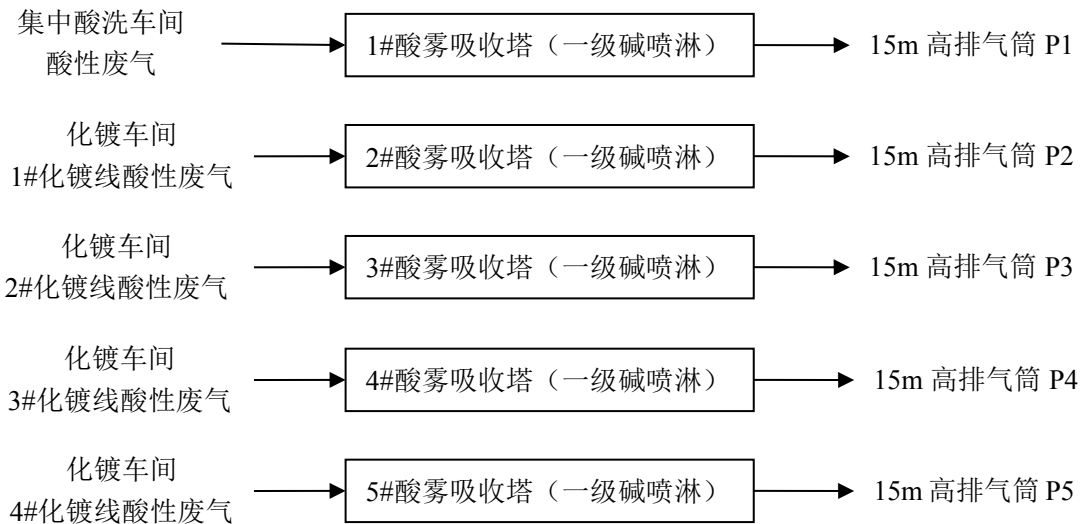 集中酸洗车间
酸性废气
1#酸雾吸收塔（一级碱喷淋）
15m 高排气筒 P1
化镀车间
1#化镀线酸性废气
2#酸雾吸收塔（一级碱喷淋）
15m 高排气筒 P2
化镀车间
2#化镀线酸性废气
3#酸雾吸收塔（一级碱喷淋）
15m 高排气筒 P3
化镀车间
3#化镀线酸性废气
4#酸雾吸收塔（一级碱喷淋）
15m 高排气筒 P4
化镀车间
4#化镀线酸性废气
5#酸雾吸收塔（一级碱喷淋）
15m 高排气筒 P5